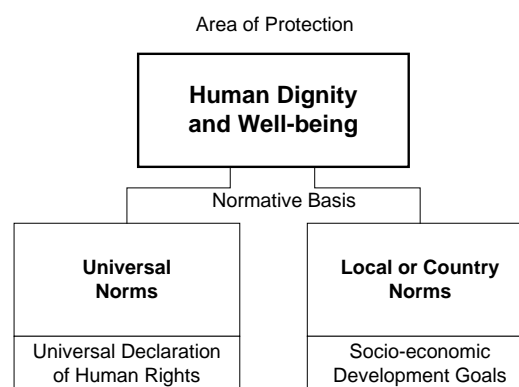 Area of Protection
Human Dignity
and Well-being
Normative Basis
Universal
Norms
Universal Declaration
of Human Rights
Local or Country
Norms
Socio-economic
Development Goals